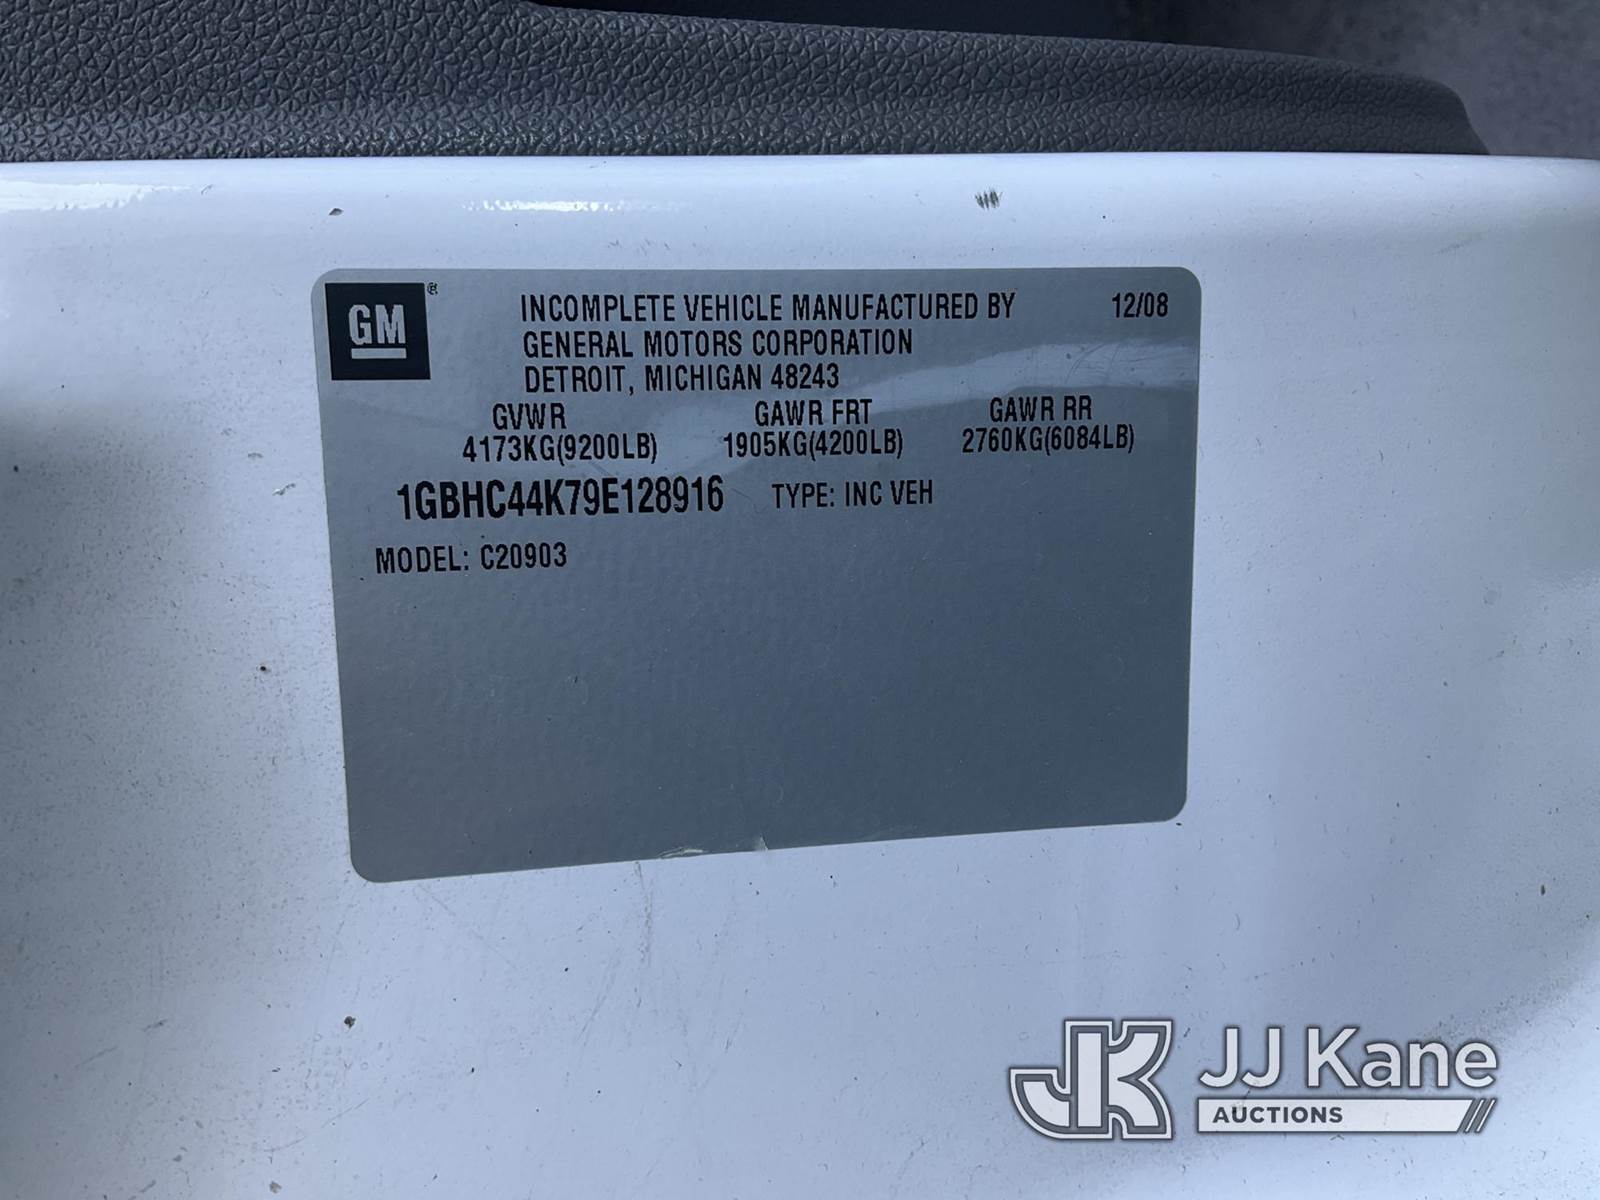 GM®
INCOMPLETE VEHICLE MANUFACTURED BY 12/08
GENERAL MOTORS CORPORATION
DETROIT, MICHIGAN 48243
GVWR GAWR FRT GAWR RR
4173KG(9200LB) 1905KG(4200LB) 2760KG(6084LB)
1GBHC44K79E128916 TYPE: INC VEH
MODEL: C20903
JK JJ Kane
AUCTIONS